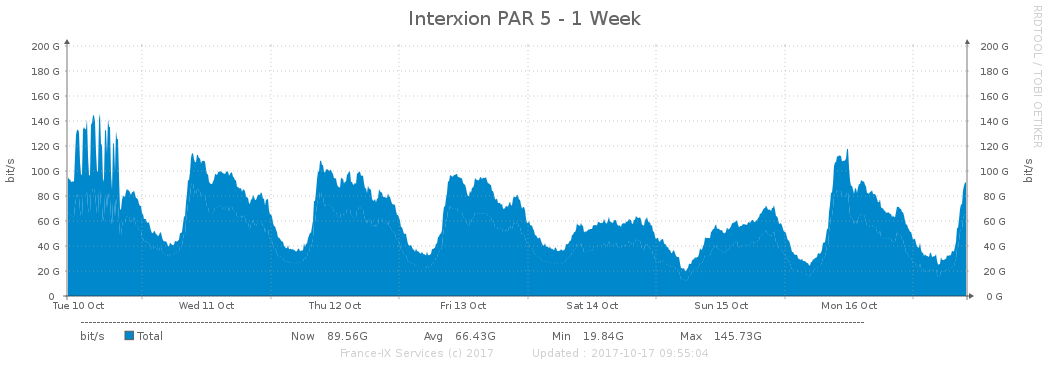 Interxion PAR 5 - 1 Week
RRDTOOL / TOBI OETIKER
200 G 200 G
180 G 180 G
160 G 160 G
140 G 140 G
120 G 120 G
100 G 100 G
80 G 80 G
60 G 60 G
40 G 40 G
20 G 20 G
0 0 G
bit/s
bit/s
Tue 10 Oct Wed 11 Oct Thu 12 Oct Fri 13 Oct Sat 14 Oct Sun 15 Oct Mon 16 Oct
bit/s Total Now 89.56G Avg 66.43G Min 19.84G Max 145.73G
France-IX Services (c) 2017 Updated : 2017-10-17 09:55:04